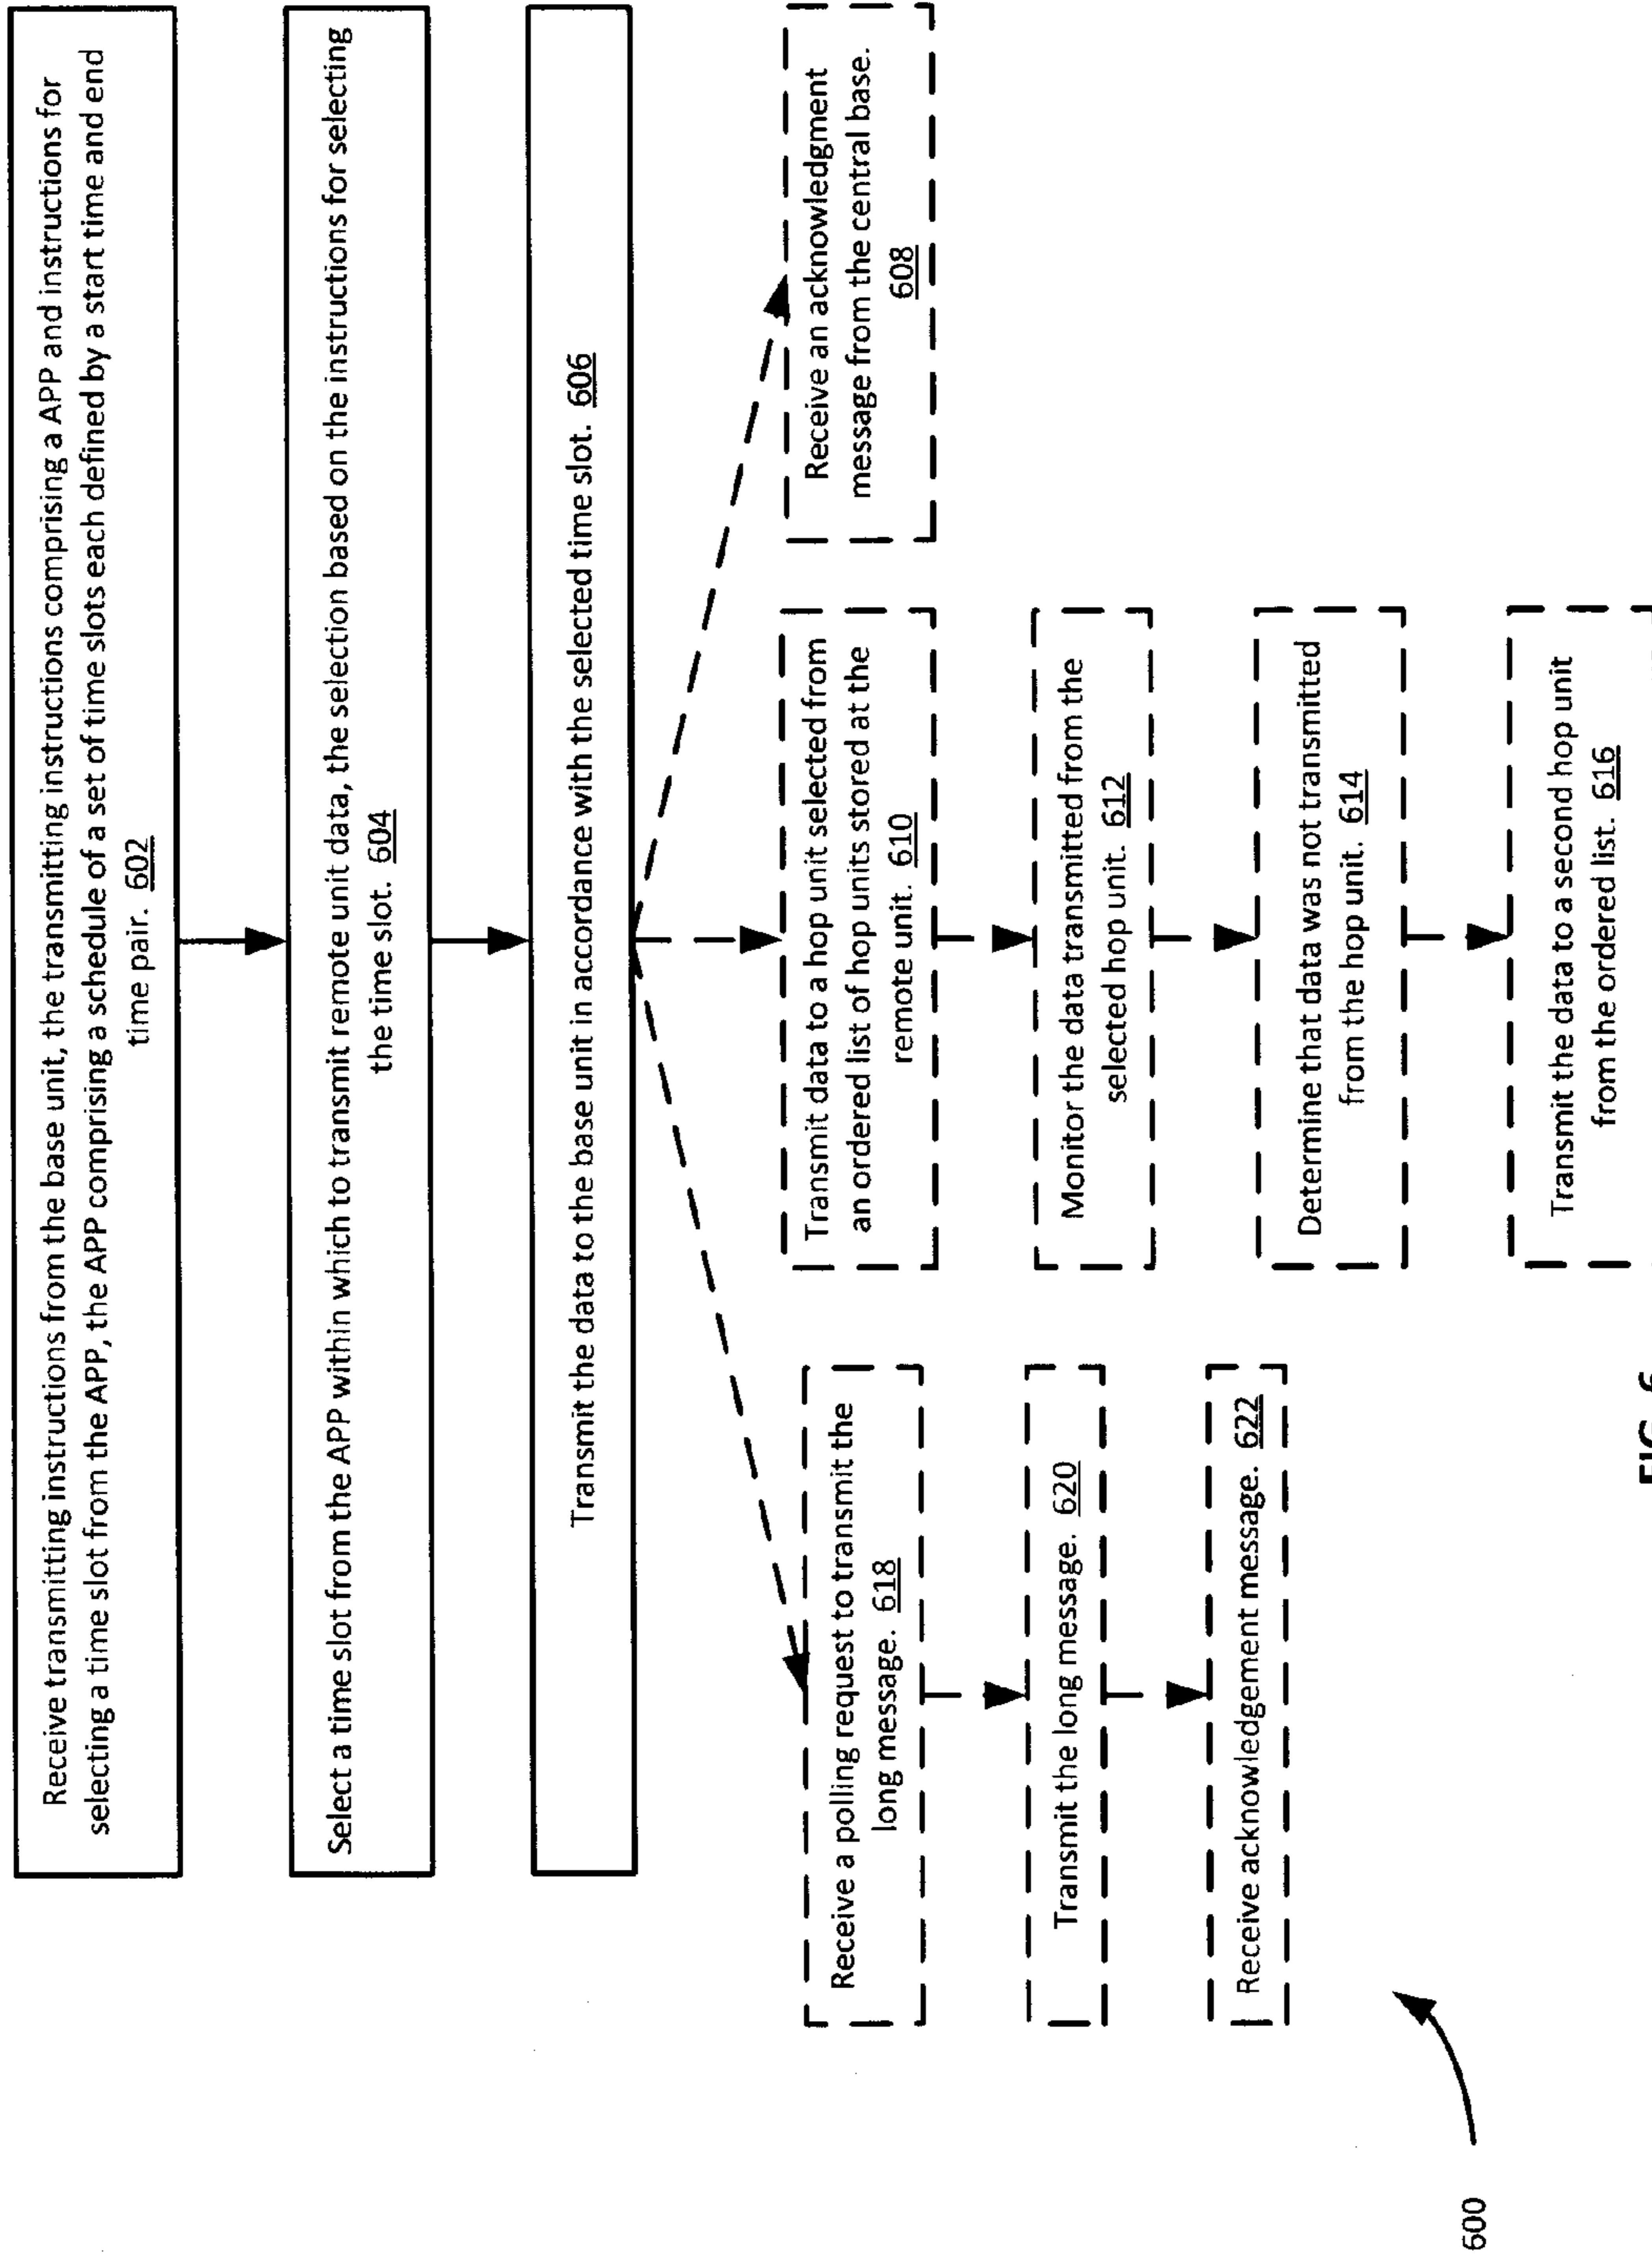 Receive transmitting instructions from the base unit, the transmitting instructions comprising a APP and instructions for
selecting a time slot from the APP, the APP comprising a schedule of a set of time slots each defined by a start time and end
time pair. 602
Select a time slot from the APP within which to transmit remote unit data, the selection based on the instructions for selecting
the time slot. 604
Transmit the data to the base unit in accordance with the selected time slot. 606
Receive a polling request to transmit the
long message. 618
Transmit the long message. 620
Receive acknowledgement message. 622
Transmit data to a hop unit selected from
an ordered list of hop units stored at the
remote unit. 610
Monitor the data transmitted from the
selected hop unit. 612
Determine that data was not transmitted
from the hop unit. 614
Transmit the data to a second hop unit
from the ordered list. 616
Receive an acknowledgment
message from the central base.
608
600
FIG. 6